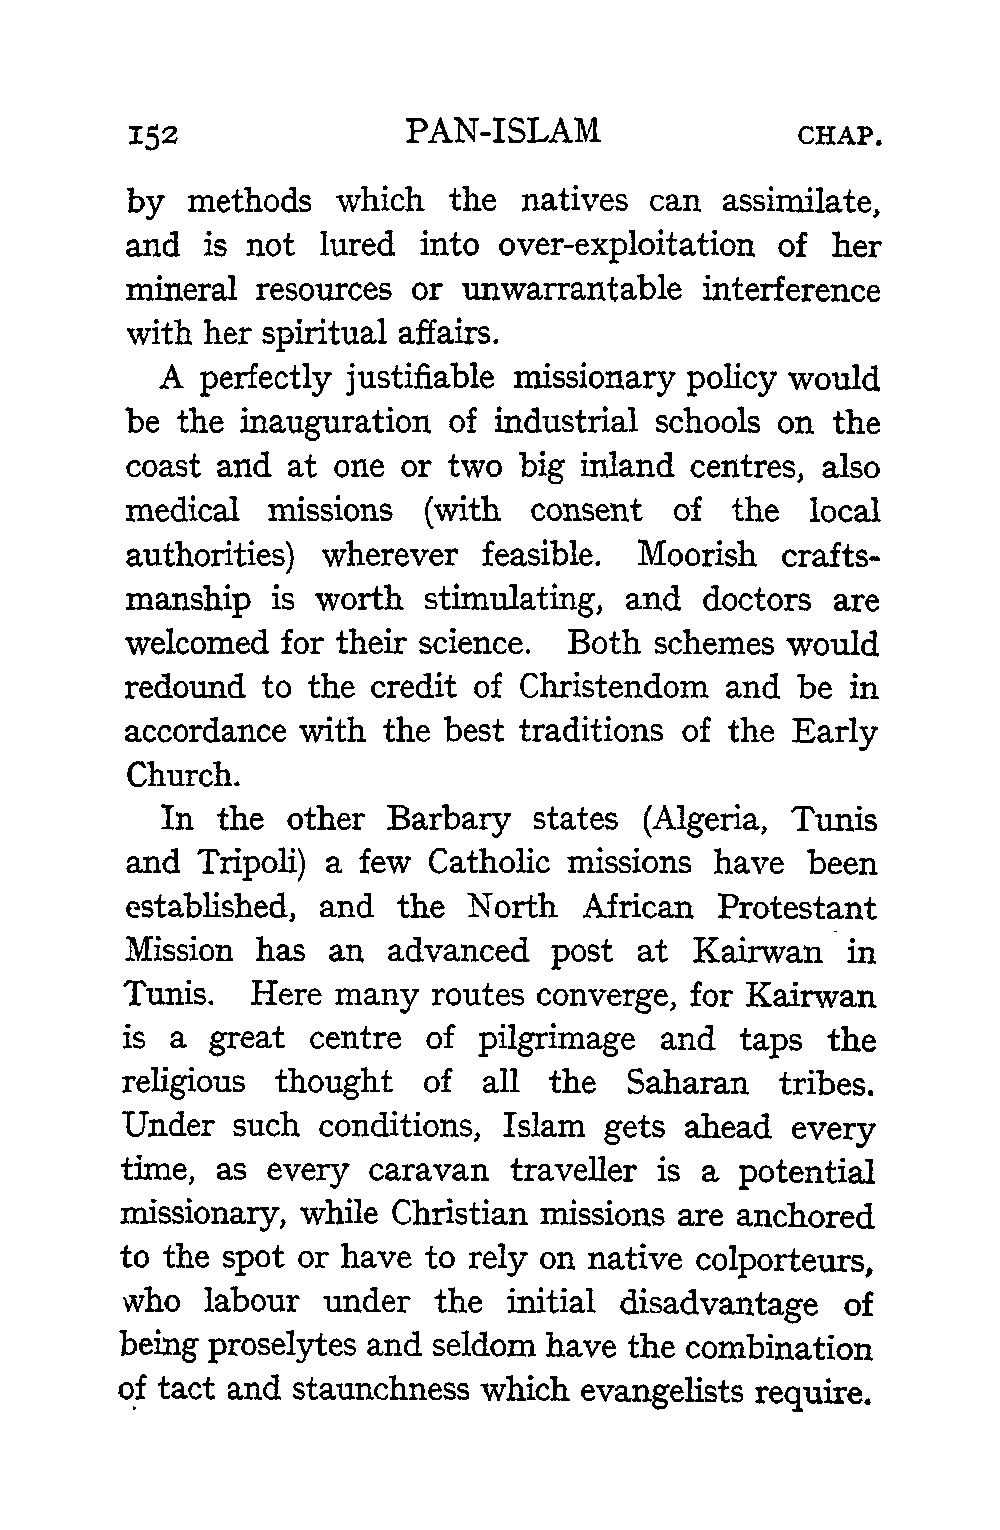 152 PAN-ISLAM CHAP.
by methods which the natives can assimilate,
and is not lured into over-exploitation of her
mineral resources or unwarrantable interference
with her spiritual affairs.
A perfectly justifiable missionary policy would
be the inauguration of industrial schools on the
coast and at one or two big inland centres, also
medical missions (with consent of the local
authorities) wherever feasible. Moorish crafts-
manship is worth stimulating, and doctors are
welcomed for their science. Both schemes would
redound to the credit of Christendom and be in
accordance with the best traditions of the Early
Church.
In the other Barbary states (Algeria, Tunis
and Tripoli) a few Catholic missions have been
established, and the North African Protestant
Mission has an advanced post at Kairwan in
Tunis. Here many routes converge, for Kairwan
is a great centre of pilgrimage and taps the
religious thought of all the Saharan tribes.
Under such conditions, Islam gets ahead every
time, as every caravan traveller is a potential
missionary, while Christian missions are anchored
to the spot or have to rely on native colporteurs,
who labour under the initial disadvantage of
being proselytes and seldom have the combination
of tact and staunchness which evangelists require.